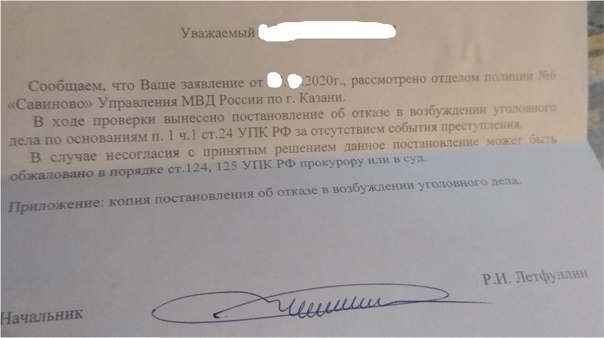 Уважаемый
Сообщаем, что Ваше заявление от .2020г., рассмотрено отделом полиции №6
«Савиново» Управления МВД России по г. Казани.
В ходе проверки вынесено постановление об отказе в возбуждении уголовного
дела по основаниям п. 1 ч.1 ст.24 УПК РФ за отсутствием события преступления.
В случае несогласия с принятым решением данное постановление может быть
обжаловано в порядке ст.124, 125 УПК РФ прокурору или в суд.
Приложение: копия постановления об отказе в возбуждении уголовного дела.
Р.И. Летфуллин
Начальник